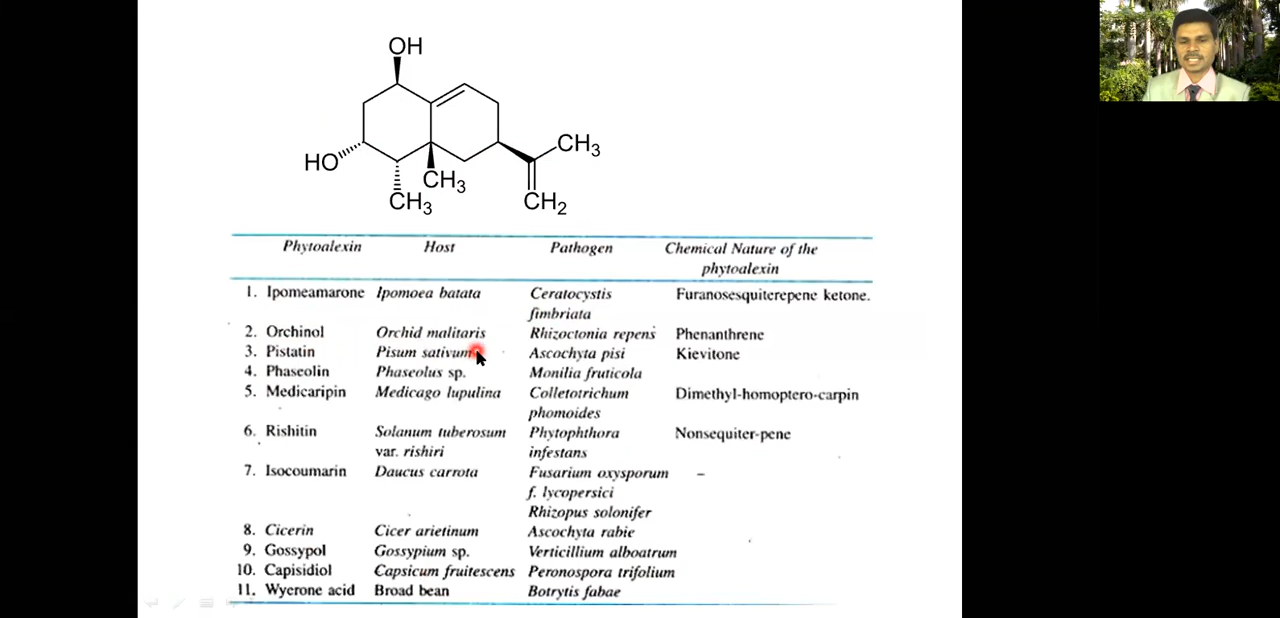 OH
HO
CH3
CH3
CH3
CH2
Phytoalexin Host Pathogen Chemical Nature of the
phytoalexin
1. Ipomeamarone Ipomoea batata Ceratocystis Furanosesquiterepene ketone.
fimbriata
2. Orchinol Orchid malitaris Rhizoctonia repens Phenanthrene
3. Pistatin Pisum sativum Ascochyta pisi Kievitone
4. Phaseolin Phaseolus sp. Monilia fruticola
5. Medicaripin Medicago lupulina Colletotrichum Dimethyl-homoptero-carpin
phomoides
6. Rishitin Solanum tuberosum Phytophthora Nonsequiter-pene
var. rishiri infestans
7. Isocoumarin Daucus carrota Fusarium oxysporum –
f. lycopersici
Rhizopus solonifer
8. Cicerin Cicer arietinum Ascochyta rabie
9. Gossypol Gossypium sp. Verticillium alboatrum
10. Capisidiol Capsicum fruitescens Peronospora trifolium
11. Wyerone acid Broad bean Botrytis fabae